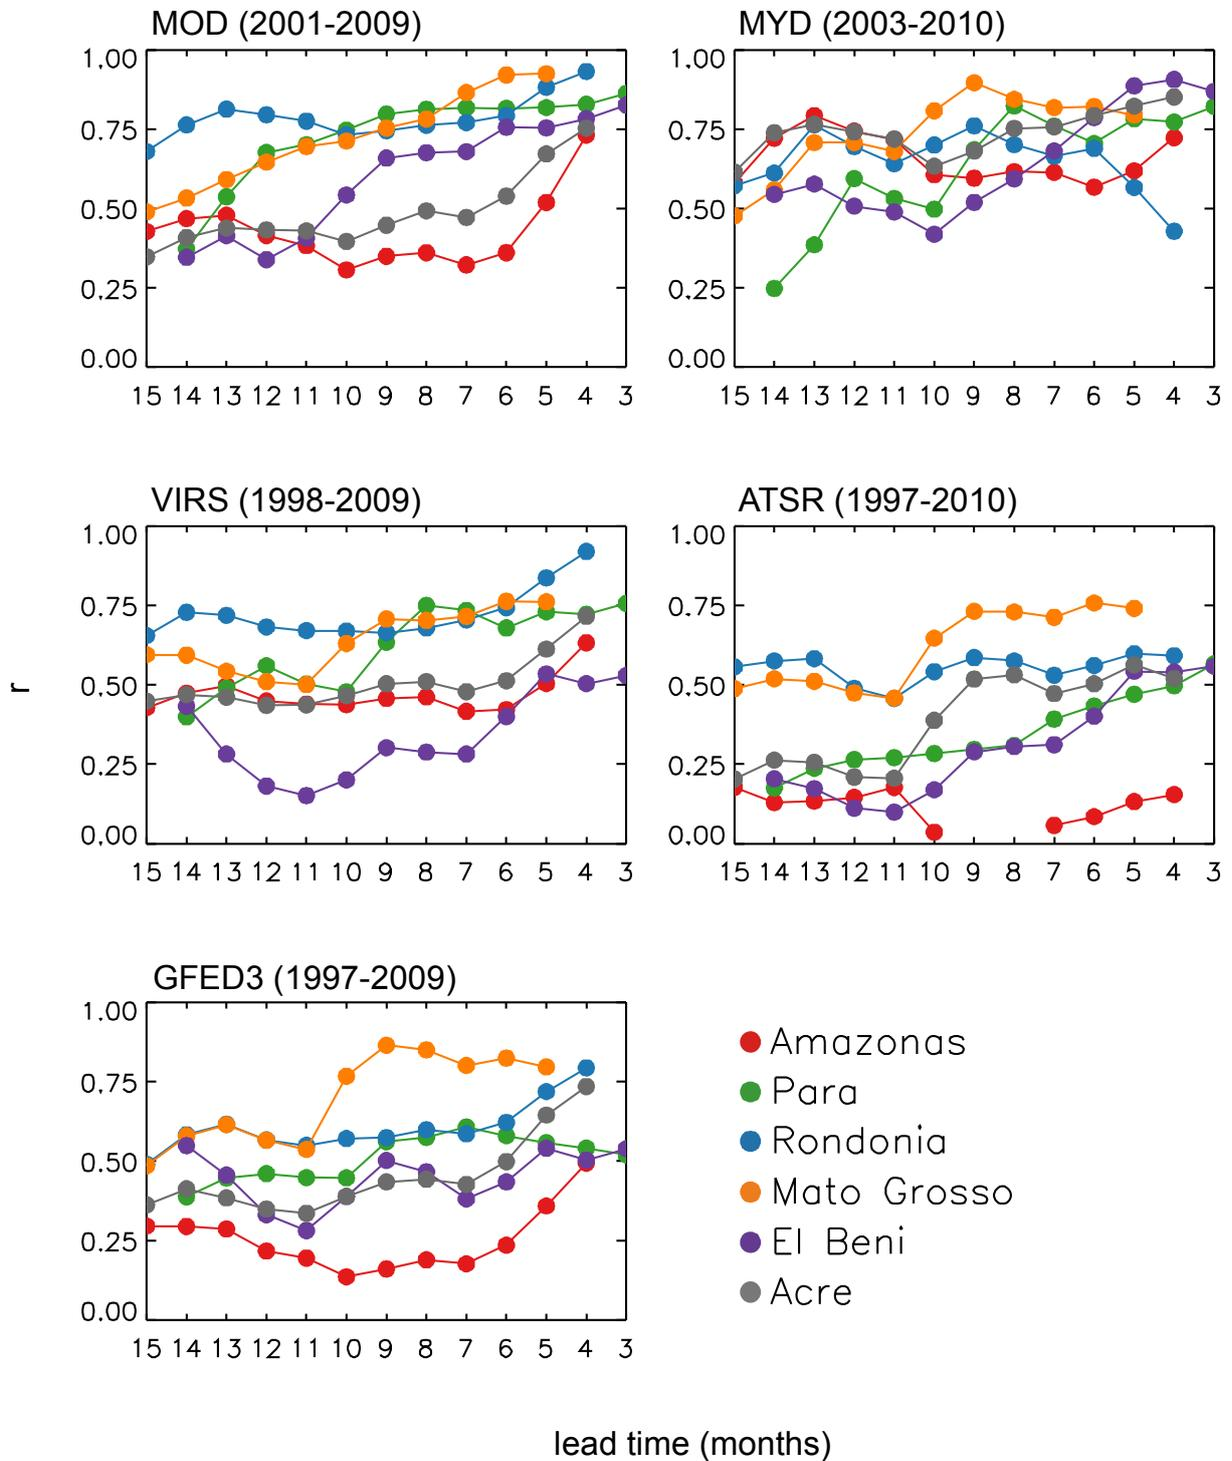 MOD (2001-2009)
MYD (2003-2010)
1.00
0.75
0.50
0.25
0.00
15 14 13 12 11 10 9 8 7 6 5 4 3
1.00
0.75
0.50
0.25
0.00
15 14 13 12 11 10 9 8 7 6 5 4 3
VIRS (1998-2009)
ATSR (1997-2010)
1.00
0.75
0.50
0.25
0.00
15 14 13 12 11 10 9 8 7 6 5 4 3
1.00
0.75
0.50
0.25
0.00
15 14 13 12 11 10 9 8 7 6 5 4 3
r
GFED3 (1997-2009)
1.00
0.75
0.50
0.25
0.00
15 14 13 12 11 10 9 8 7 6 5 4 3
Amazonas
Para
Rondonia
Mato Grosso
El Beni
Acre
lead time (months)